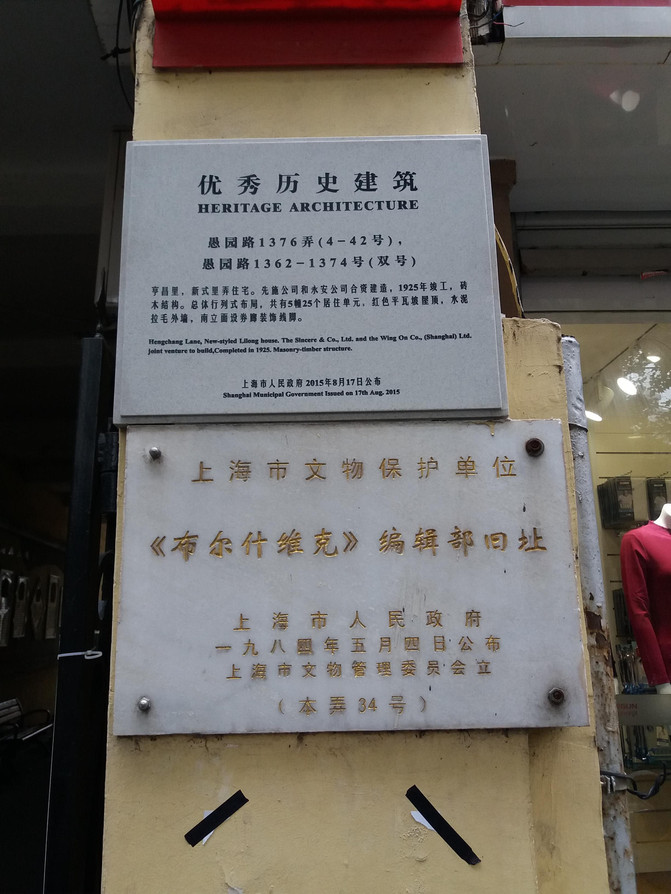 优秀历史建筑
HERITAGE ARCHITECTURE
愚园路1376弄(4-42号)，
愚园路1362-1374号(双号)
亨昌里，新式里弄住宅。先施公司和永安公司合资建造，1925年竣工，砖
木结构。总体行列式布局，共有5幢25个居住单元，红色平瓦坡屋顶，水泥
拉毛外墙，南立面设券廊装饰线脚。
Hengchang Lane, New-styled Lilong house. The Sincere & Co., Ltd. and the Wing On Co., (Shanghai) Ltd.
joint venture to build,Completed in 1925. Masonry-timber structure.
上海市人民政府 2015年8月17日公布
Shanghai Municipal Government Issued on 17th Aug, 2015
上海市文物保护单位
《布尔什维克》编辑部旧址
上海市人民政府
一九八四年五月四日公布
上海市文物管理委员会立
（本弄34号）